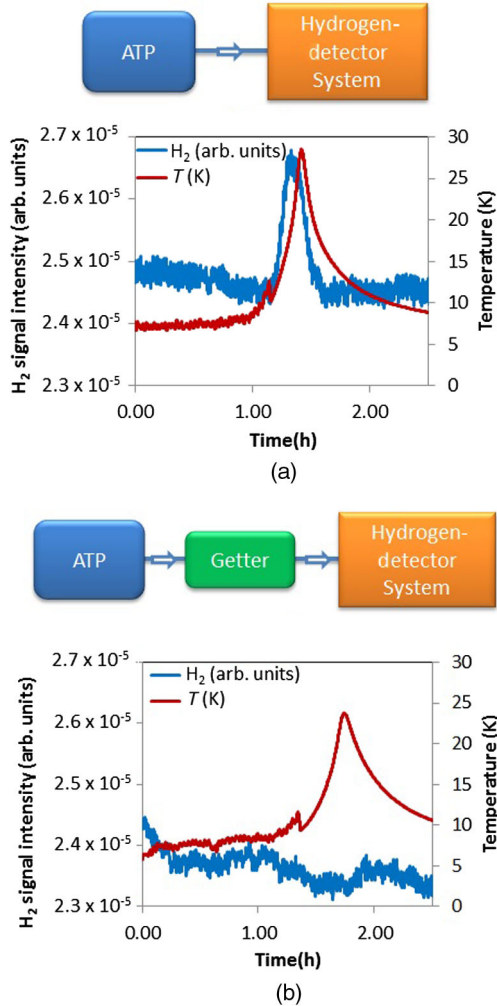 ATP
Hydrogen-
detector
System
H₂ signal intensity (arb. units)
2.7 x 10⁻⁵
2.6 x 10⁻⁵
2.5 x 10⁻⁵
2.4 x 10⁻⁵
2.3 x 10⁻⁵
H₂ (arb. units)
T (K)
30
25
20
15
10
5
0
Temperature (K)
0.00 1.00 2.00
Time(h)
(a)
ATP
Getter
Hydrogen-
detector
System
H₂ signal intensity (arb. units)
2.7 x 10⁻⁵
2.6 x 10⁻⁵
2.5 x 10⁻⁵
2.4 x 10⁻⁵
2.3 x 10⁻⁵
H₂ (arb. units)
T (K)
30
25
20
15
10
5
0
Temperature (K)
0.00 1.00 2.00
Time(h)
(b)